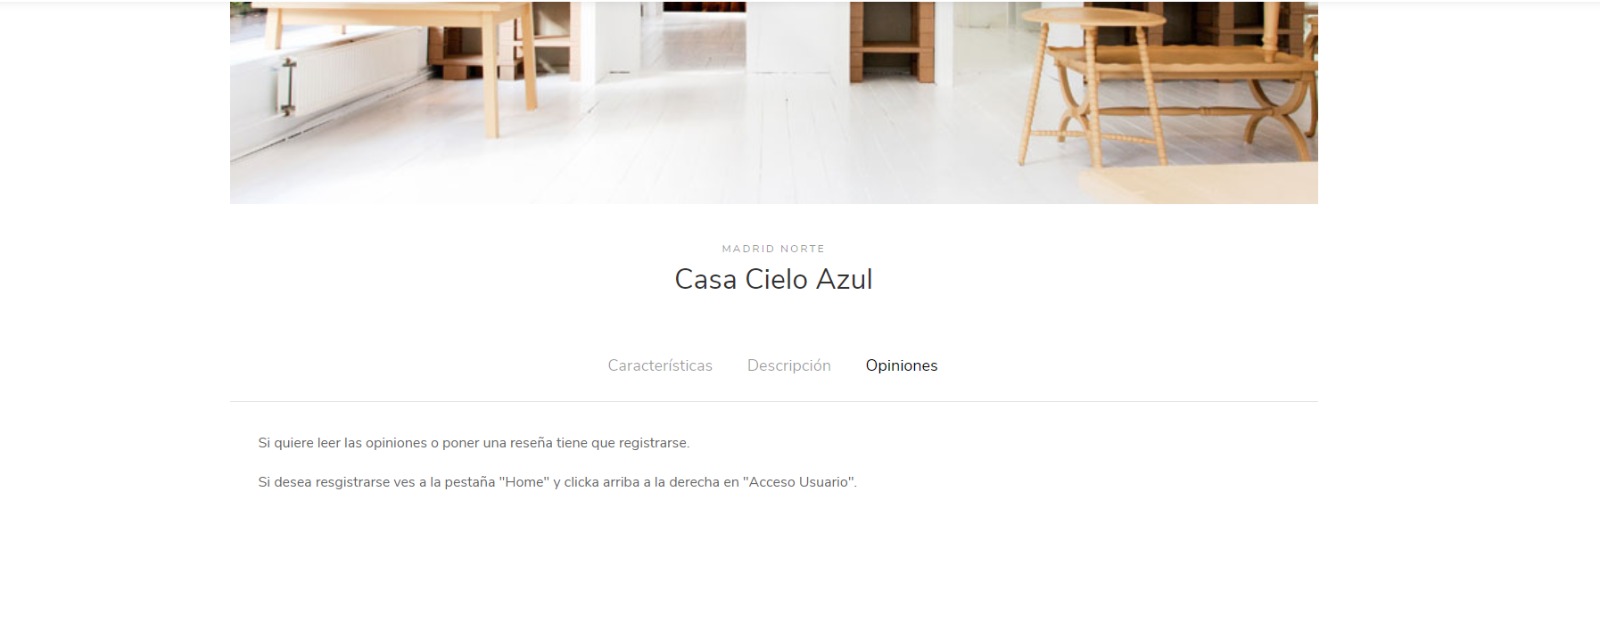 MADRID NORTE
Casa Cielo Azul
Características Descripción Opiniones
Si quiere leer las opiniones o poner una reseña tiene que registrarse.
Si desea resgistrarse ves a la pestaña "Home" y clicka arriba a la derecha en "Acceso Usuario".